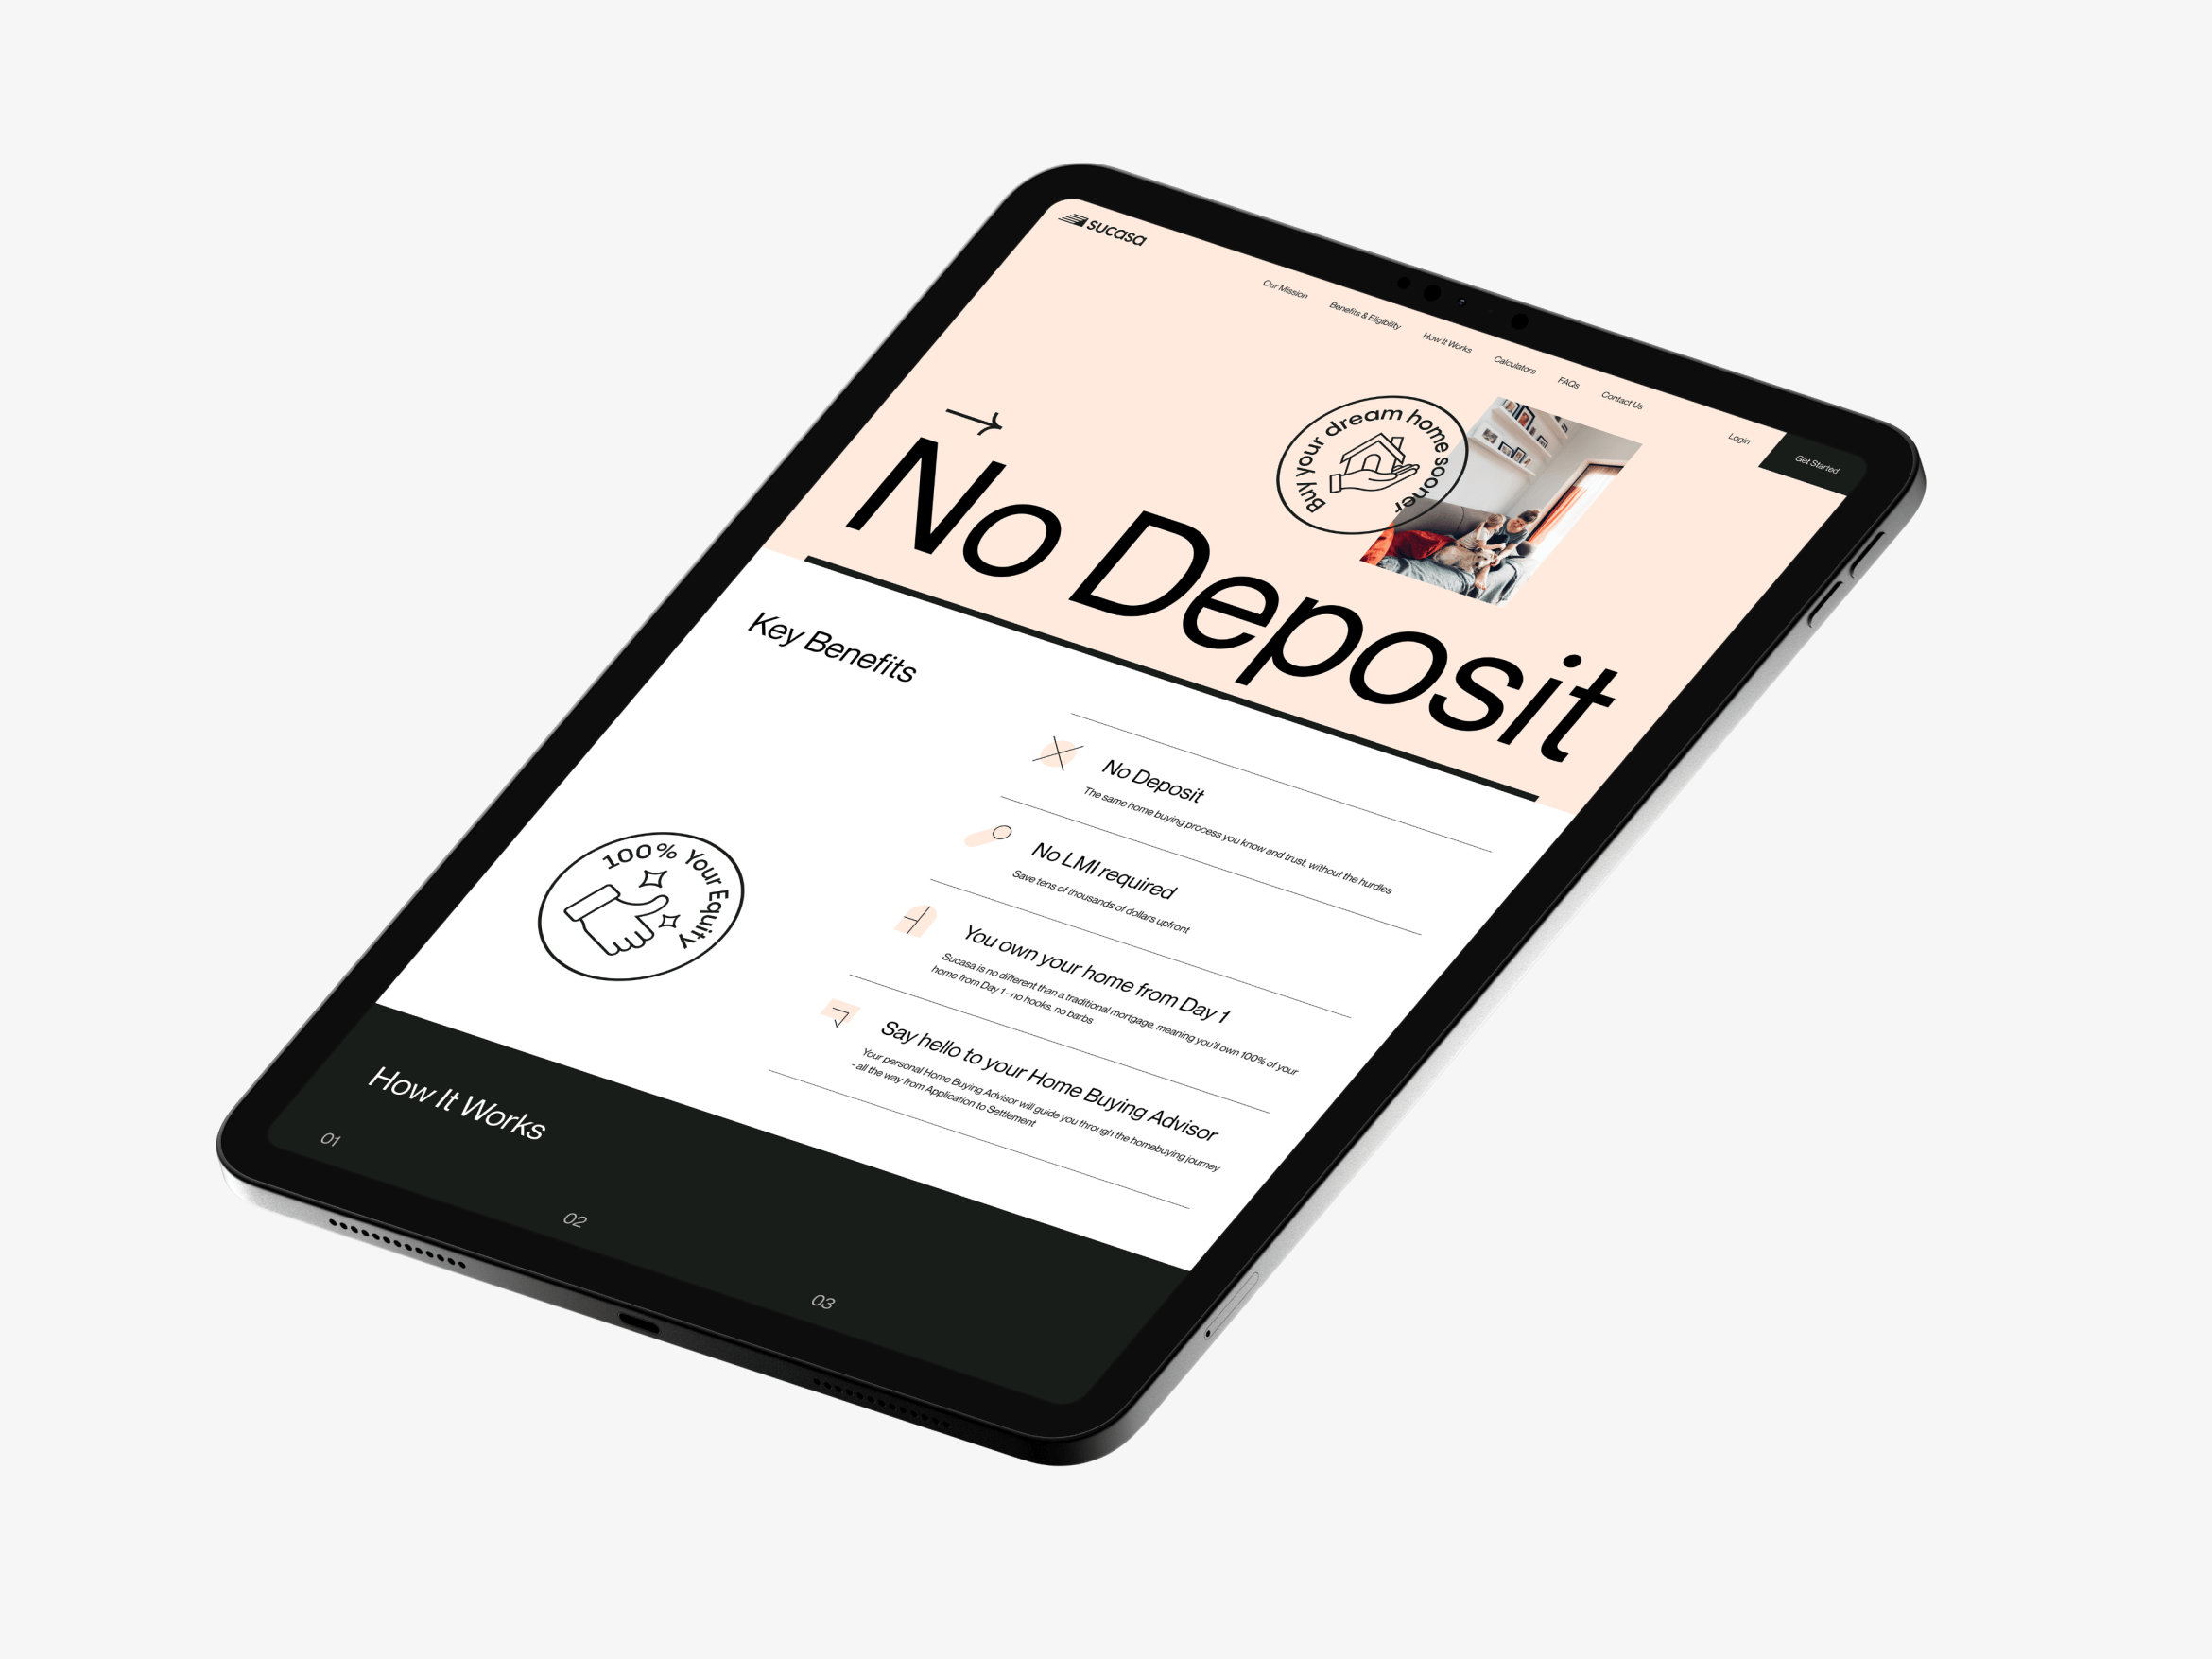 sucasa
Our Mission
Benefits & Eligibility
How It Works
Calculators
FAQs
Contact Us
Login
Get Started
Buy your dream home sooner
No Deposit
Key Benefits
No Deposit
The same home buying process you know and trust, without the hurdles
No LMI required
Save tens of thousands of dollars upfront
You own your home from Day 1
Sucasa is no different than a traditional mortgage, meaning you'll own 100% of your
home from Day 1 - no hooks, no barbs
Say hello to your Home Buying Advisor
Your personal Home Buying Advisor will guide you through the homebuying journey
- all the way from Application to Settlement
100% Your Equity
How It Works
01
02
03